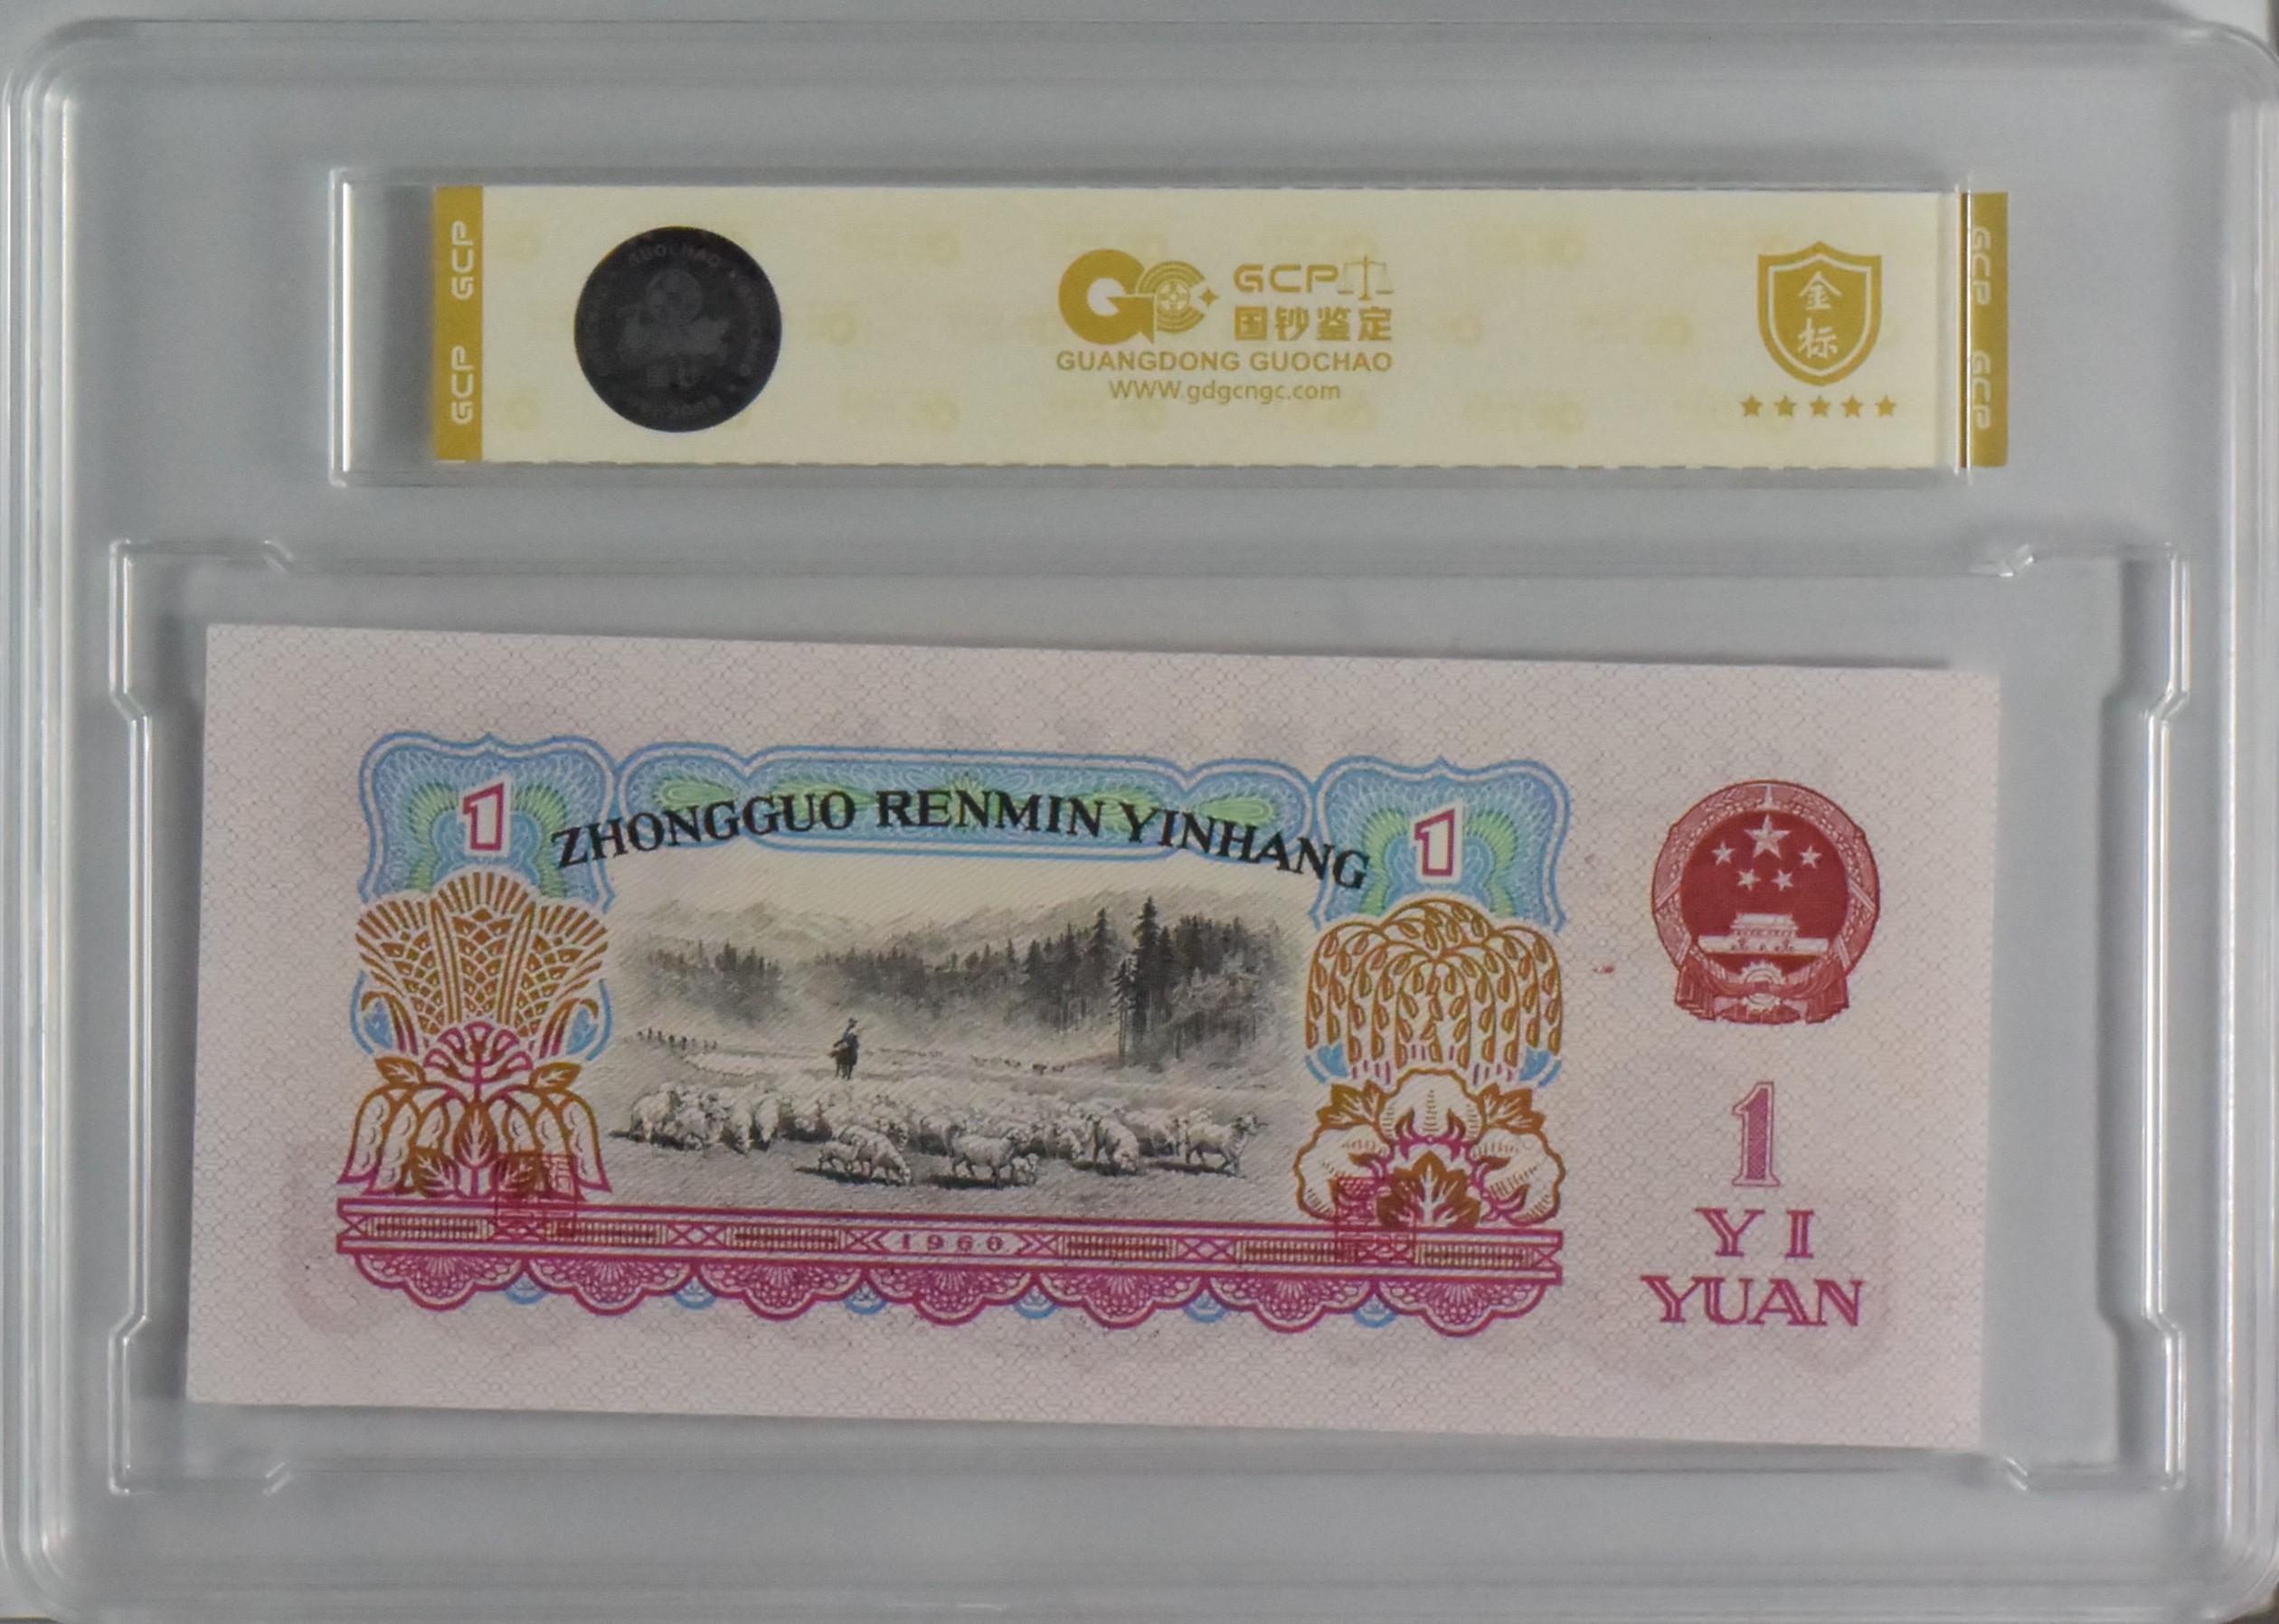 GCP GCP
GUOCHAO
GCP
国钞鉴定
GUANGDONG GUOCHAO
WWW.gdgcngc.com
金
标
GCP GCP
1
ZHONGGUO RENMIN YINHANG
1
1960
1
YI
YUAN